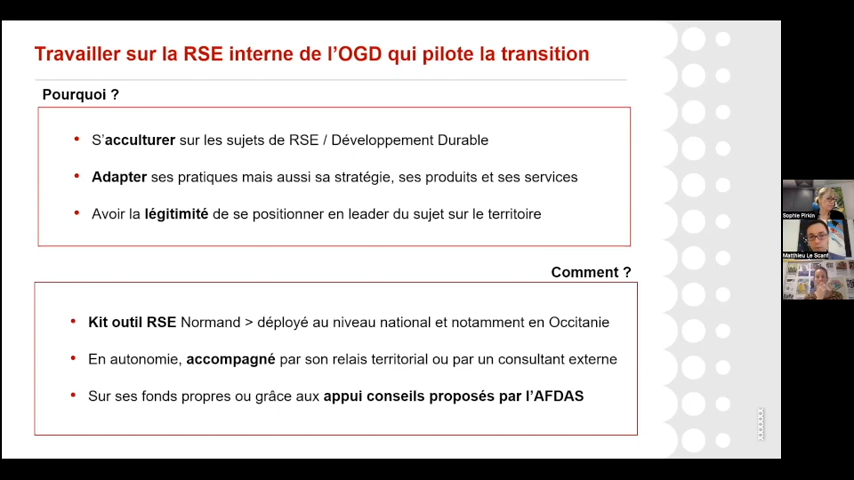 Travailler sur la RSE interne de l'OGD qui pilote la transition
Pourquoi ?
• S'acculturer sur les sujets de RSE / Développement Durable
• Adapter ses pratiques mais aussi sa stratégie, ses produits et ses services
• Avoir la légitimité de se positionner en leader du sujet sur le territoire
Comment ?
• Kit outil RSE Normand > déployé au niveau national et notamment en Occitanie
• En autonomie, accompagné par son relais territorial ou par un consultant externe
• Sur ses fonds propres ou grâce aux appui conseils proposés par l'AFDAS
Sophie Pirkin
Matthieu Le Scanf